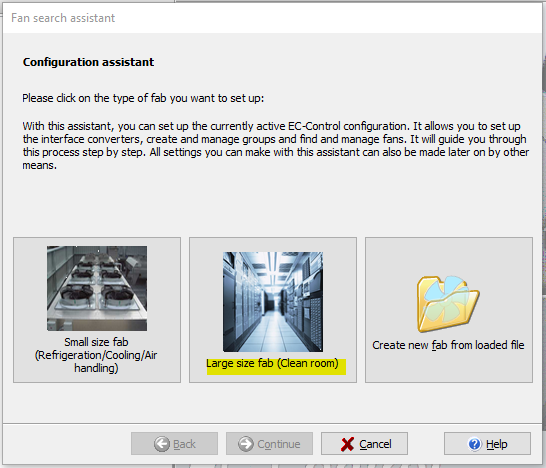 Fan search assistant
Configuration assistant
Please click on the type of fab you want to set up:
With this assistant, you can set up the currently active EC-Control configuration. It allows you to set up
the interface converters, create and manage groups and find and manage fans. It will guide you through
this process step by step. All settings you can make with this assistant can also be made later on by other
means.
Small size fab
(Refrigeration/Cooling/Air
handling)
Large size fab (Clean room)
Create new fab from loaded file
Back
Continue
Cancel
Help